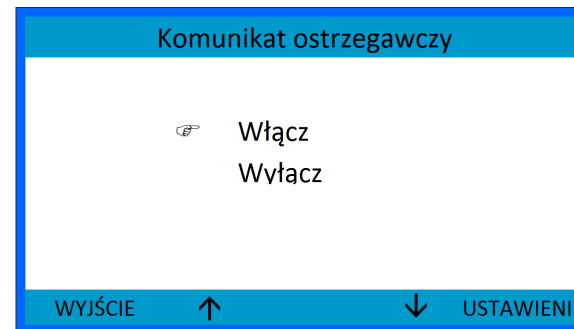 Komunikat ostrzegawczy
☞ Włącz
Wyłącz
WYJŚCIE ↑ ↓ USTAWIENI